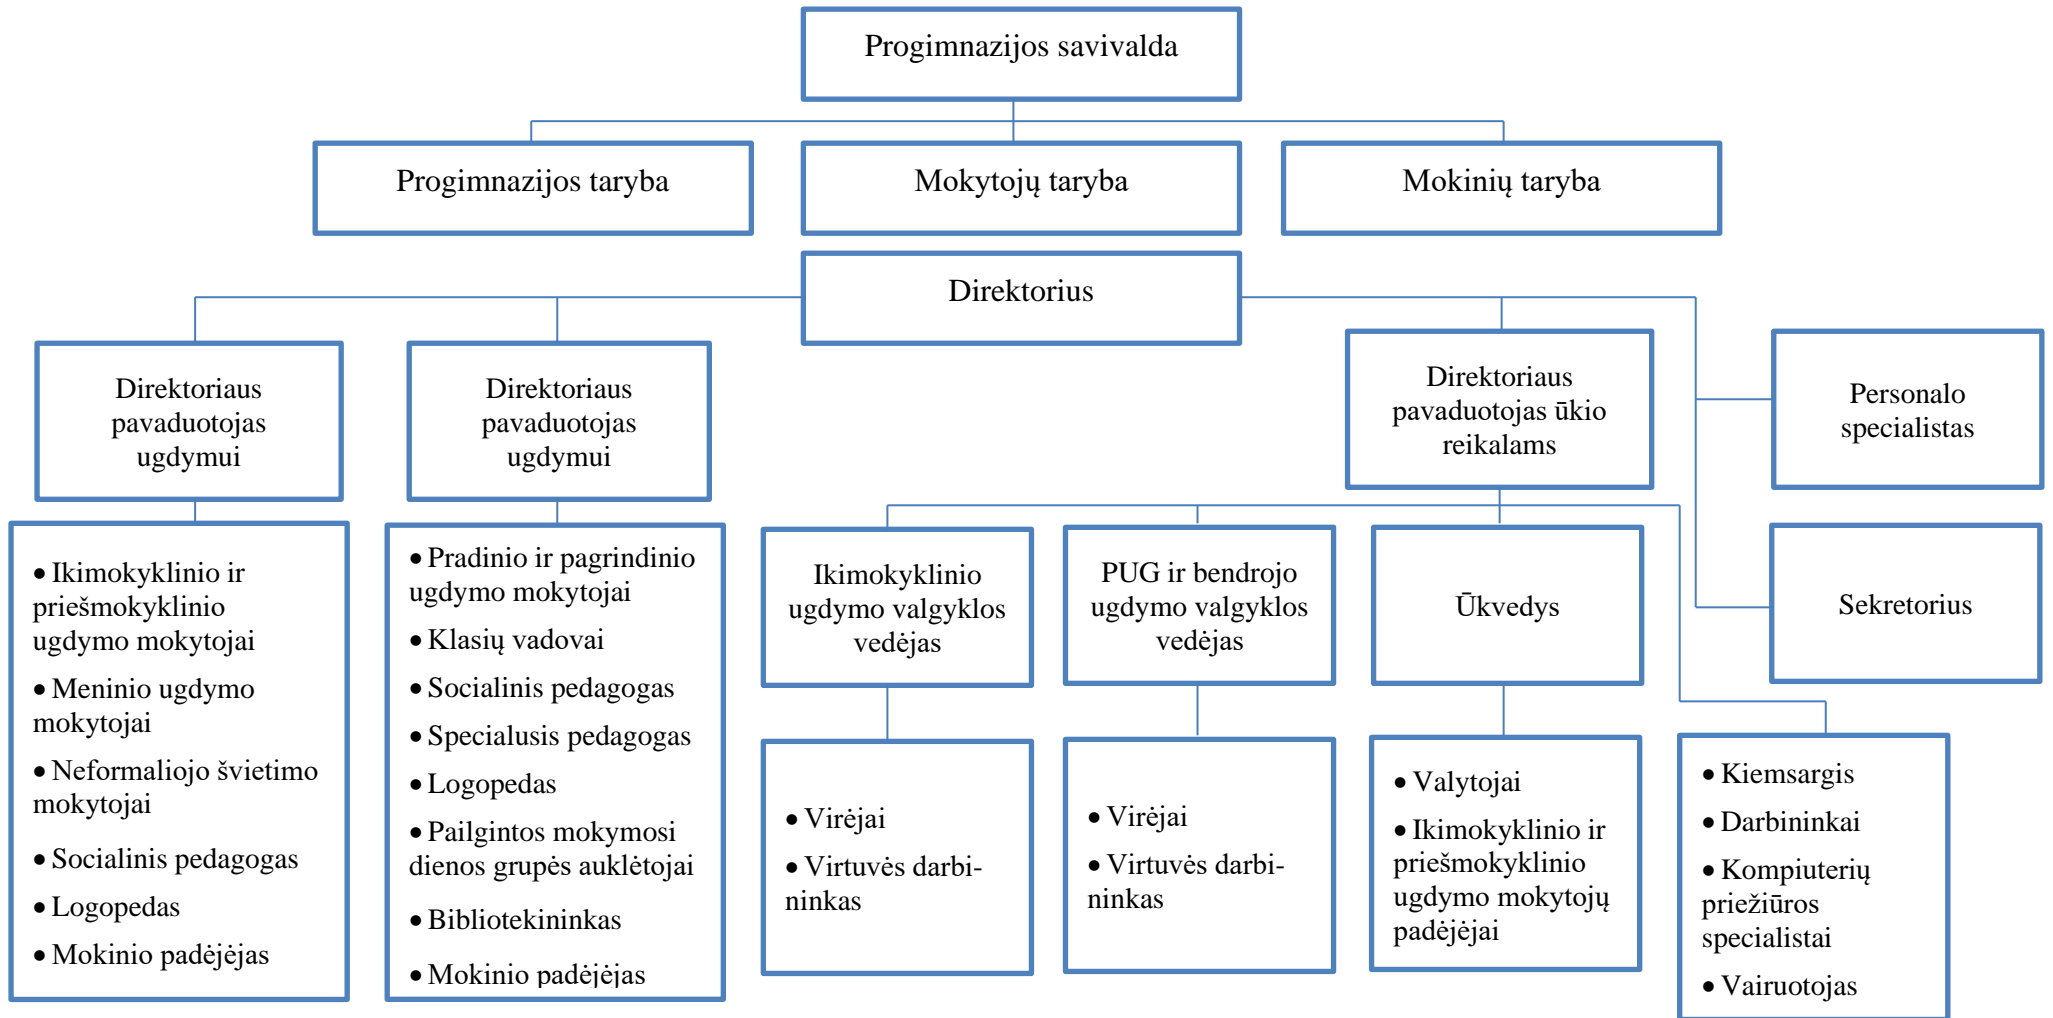 Progimnazijos savivalda
Progimnazijos taryba
Mokytojų taryba
Mokinių taryba
Direktorius
Direktoriaus
pavaduotojas
ugdymui
Direktoriaus
pavaduotojas
ugdymui
Direktoriaus
pavaduotojas ūkio
reikalams
Personalo
specialistas
Sekretorius
• Ikimokyklinio ir
priešmokyklinio
ugdymo mokytojai
• Meninio ugdymo
mokytojai
• Neformaliojo švietimo
mokytojai
• Socialinis pedagogas
• Logopedas
• Mokinio padėjėjas
• Pradinio ir pagrindinio
ugdymo mokytojai
• Klasių vadovai
• Socialinis pedagogas
• Specialusis pedagogas
• Logopedas
• Pailgintos mokymosi
dienos grupės auklėtojai
• Bibliotekininkas
• Mokinio padėjėjas
Ikimokyklinio
ugdymo valgyklos
vedėjas
PUG ir bendrojo
ugdymo valgyklos
vedėjas
Ūkvedys
• Virėjai
• Virtuvės darbi-
ninkas
• Virėjai
• Virtuvės darbi-
ninkas
• Valytojai
• Ikimokyklinio ir
priešmokyklinio
ugdymo mokytojų
padėjėjai
• Kiemsargis
• Darbininkai
• Kompiuterių
priežiūros
specialistai
• Vairuotojas